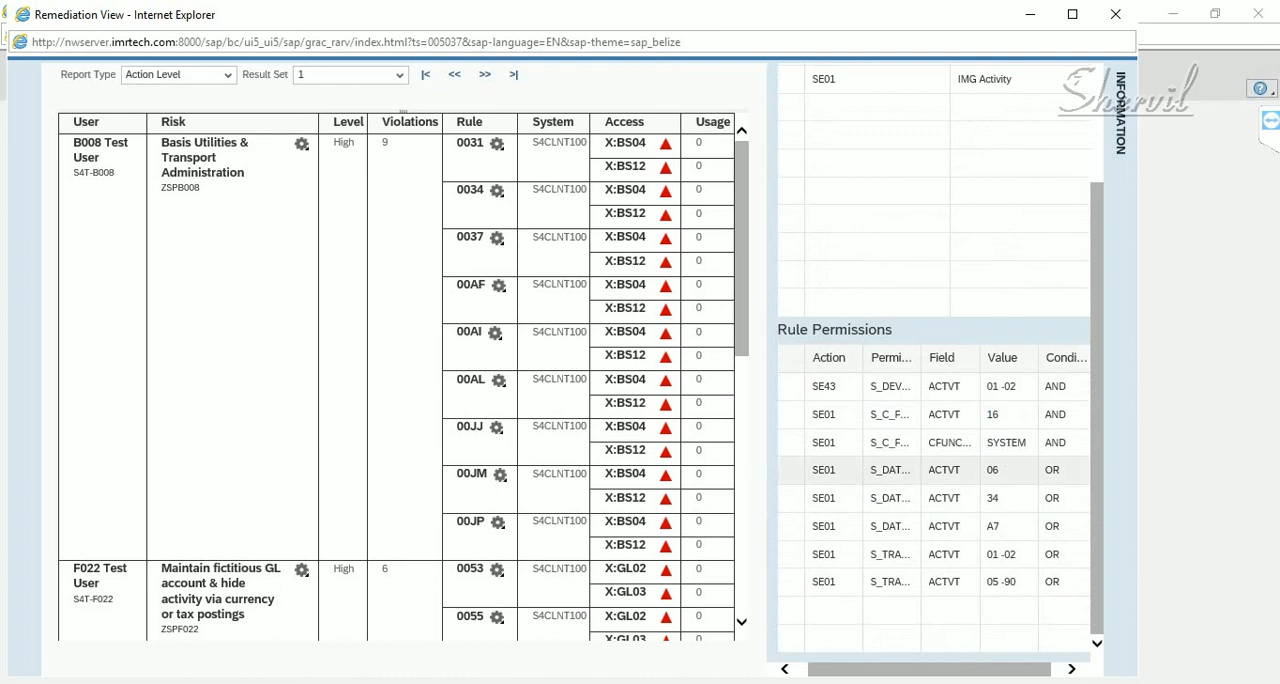 Remediation View - Internet Explorer
http://nwserver.imrtech.com:8000/sap/bc/ui5_ui5/sap/grac_rarv/index.html?ts=005037&sap-language=EN&sap-theme=sap_belize
Report Type Action Level Result Set 1 |< << >> >|
User Risk Level Violations Rule System Access Usage
B008 Test User
S4T-B008
Basis Utilities &
Transport
Administration
ZSPB008
High 9
0031 S4CLNT100 X:BS04 0
X:BS12 0
0034 S4CLNT100 X:BS04 0
X:BS12 0
0037 S4CLNT100 X:BS04 0
X:BS12 0
00AF S4CLNT100 X:BS04 0
X:BS12 0
00AI S4CLNT100 X:BS04 0
X:BS12 0
00AL S4CLNT100 X:BS04 0
X:BS12 0
00JJ S4CLNT100 X:BS04 0
X:BS12 0
00JM S4CLNT100 X:BS04 0
X:BS12 0
00JP S4CLNT100 X:BS04 0
X:BS12 0
F022 Test
User
S4T-F022
Maintain fictitious GL
account & hide
activity via currency
or tax postings
ZSPF022
High 6
0053 S4CLNT100 X:GL02 0
X:GL03 0
0055 S4CLNT100 X:GL02 0
X:GL03 0
SE01 IMG Activity
Shervil
INFORMATION
Rule Permissions
Action Permi... Field Value Condi...
SE43 S_DEV... ACTVT 01 -02 AND
SE01 S_C_F... ACTVT 16 AND
SE01 S_C_F... CFUNC... SYSTEM AND
SE01 S_DAT... ACTVT 06 OR
SE01 S_DAT... ACTVT 34 OR
SE01 S_DAT... ACTVT A7 OR
SE01 S_TRA... ACTVT 01 -02 OR
SE01 S_TRA... ACTVT 05 -90 OR